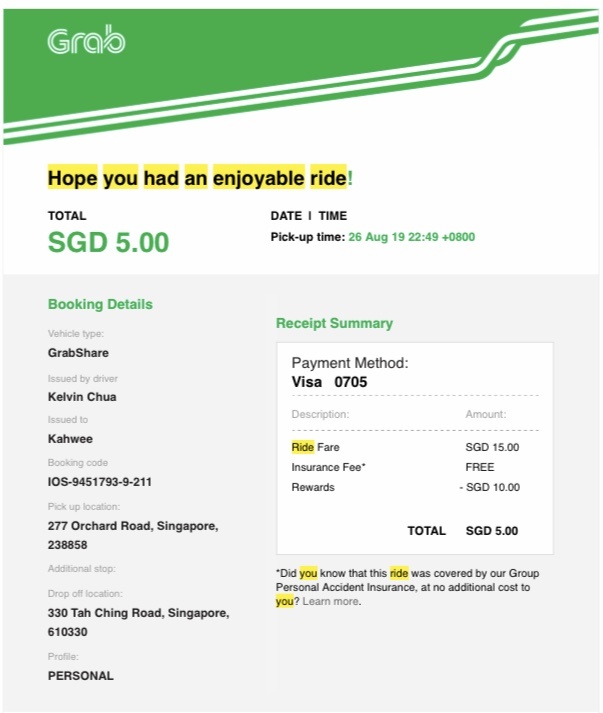 Grab
Hope you had an enjoyable ride!
TOTAL
SGD 5.00
DATE | TIME
Pick-up time: 26 Aug 19 22:49 +0800
Booking Details
Vehicle type:
GrabShare
Issued by driver
Kelvin Chua
Issued to
Kahwee
Booking code
IOS-9451793-9-211
Pick up location:
277 Orchard Road, Singapore,
238858
Additional stop:
Drop off location:
330 Tah Ching Road, Singapore,
610330
Profile:
PERSONAL
Receipt Summary
Payment Method:
Visa 0705
Description: Amount:
Ride Fare SGD 15.00
Insurance Fee* FREE
Rewards - SGD 10.00
TOTAL SGD 5.00
*Did you know that this ride was covered by our Group
Personal Accident Insurance, at no additional cost to
you? Learn more.